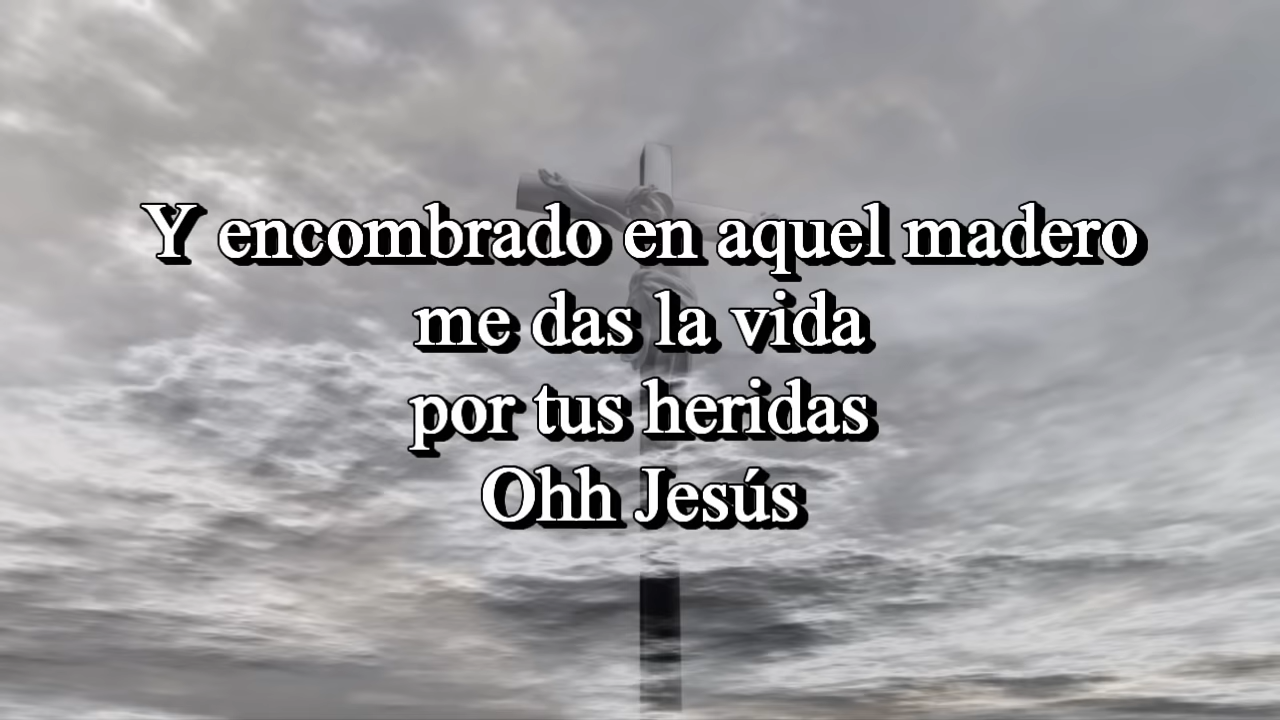 Y encombrado en aquel madero
me das la vida
por tus heridas
Ohh Jesús